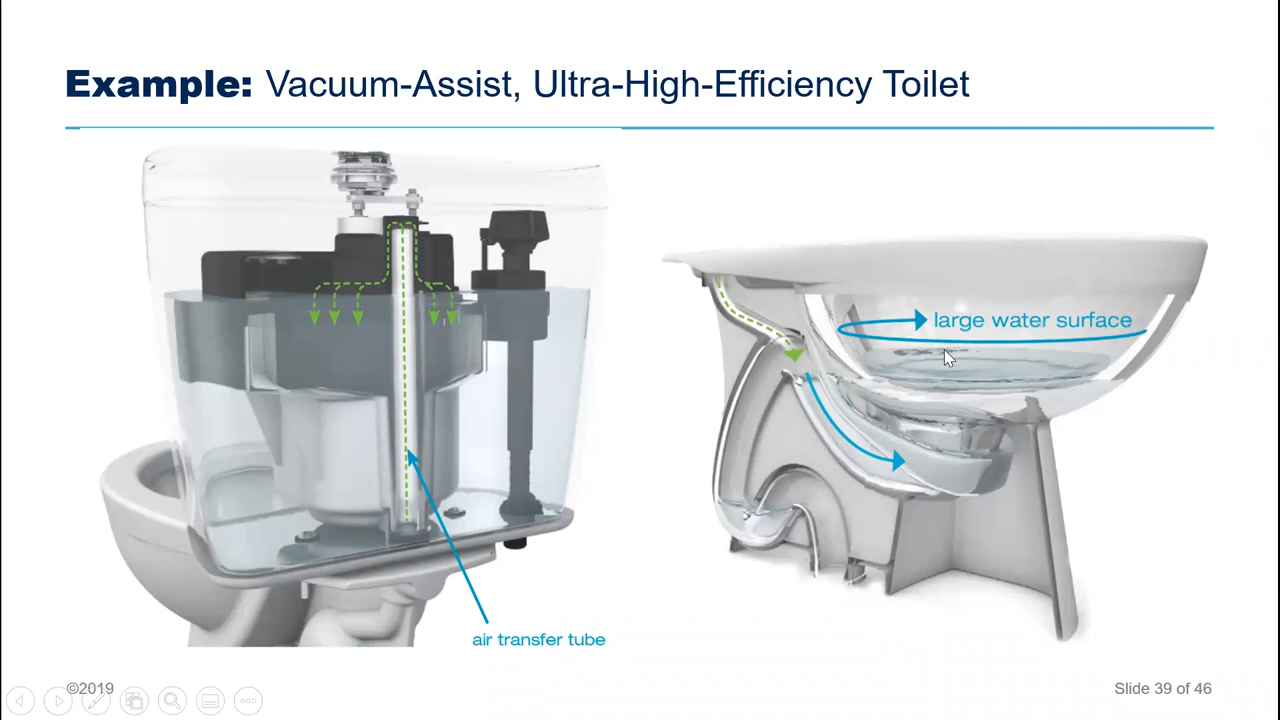 Example: Vacuum-Assist, Ultra-High-Efficiency Toilet
large water surface
air transfer tube
©2019
Slide 39 of 46